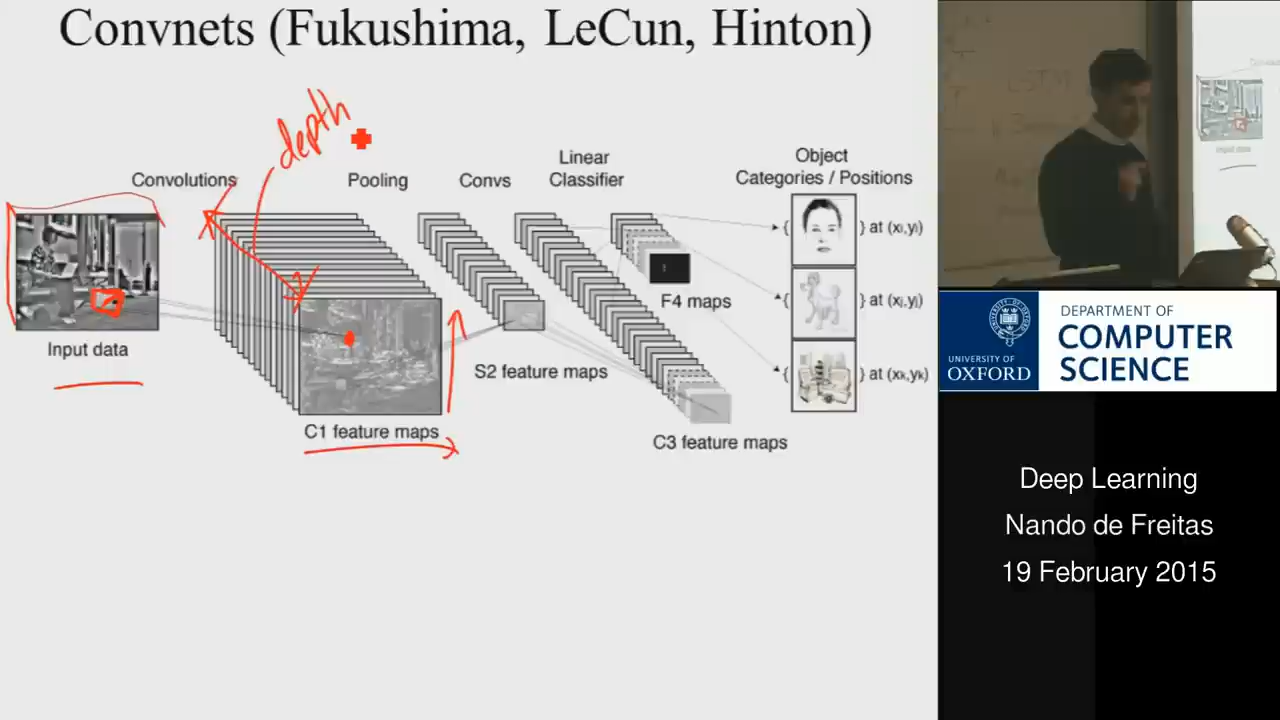 Convnets (Fukushima, LeCun, Hinton)
depth
Convolutions
Pooling
Convs
Linear
Classifier
Object
Categories / Positions
{ } at (xi,yi)
{ } at (xj,yj)
{ } at (xk,yk)
Input data
C1 feature maps
S2 feature maps
F4 maps
C3 feature maps
Input data
UNIVERSITY OF
OXFORD
DEPARTMENT OF
COMPUTER
SCIENCE
Deep Learning
Nando de Freitas
19 February 2015